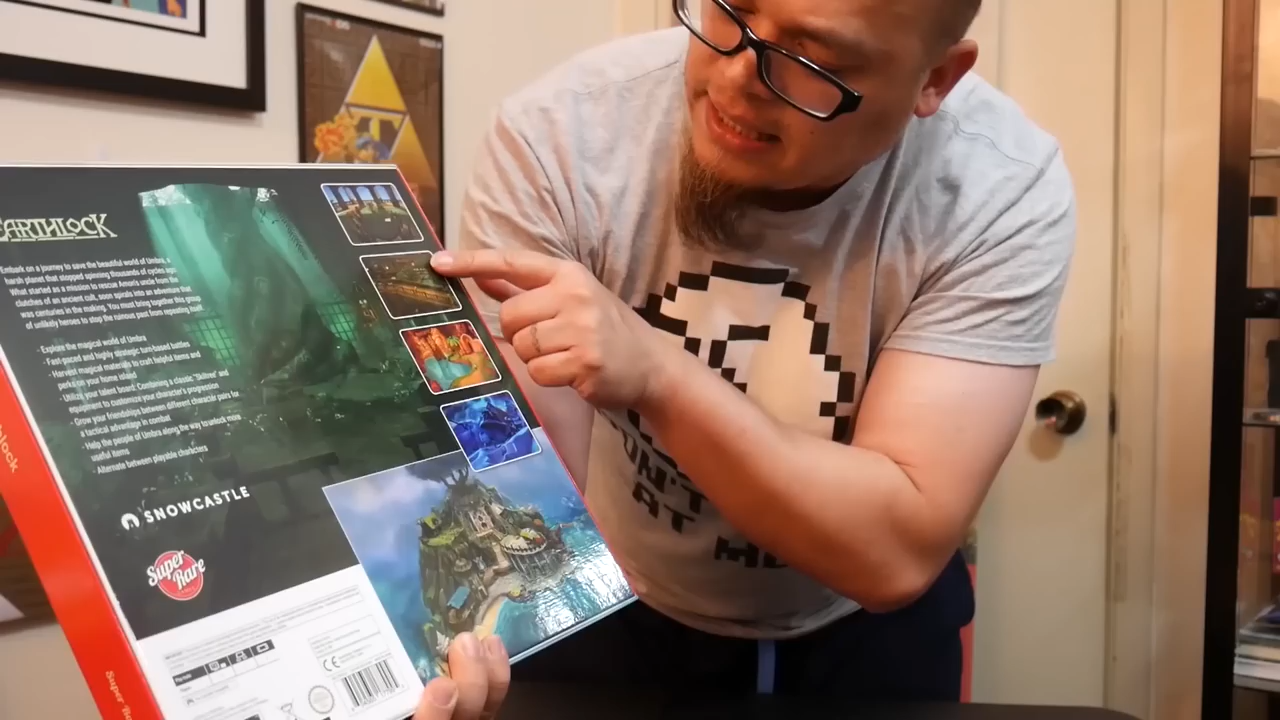 EARTHLOCK
Embark on a journey to save the beautiful world of Umbra, a
harsh planet that stopped spinning thousands of cycles ago.
What started as a mission to rescue Amon's uncle from the
clutches of an ancient cult, soon spirals into an adventure that
was centuries in the making. You must bring together this group
of unlikely heroes to stop the ruinous past from repeating itself.
- Explore the magical world of Umbra
- Fast-paced and highly strategic turn-based battles
- Harvest magical materials to craft helpful items and
perks on your home island
- Utilize your talent board: Combining a classic "Skilltree" and
equipment to customize your character's progression
- Grow your friendships between different character pairs for
a tactical advantage in combat
- Help the people of Umbra along the way to unlock more
useful items
- Alternate between playable characters
SNOWCASTLE
Super
Rare
CE
lock
Super
ON'T
AT
ME